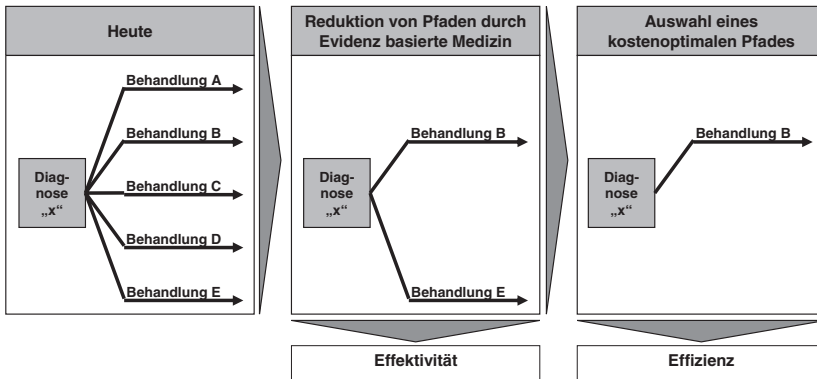 Heute
Behandlung A
Behandlung B
Behandlung C
Behandlung D
Behandlung E
Diag-
nose
„x“
Reduktion von Pfaden durch
Evidenz basierte Medizin
Behandlung B
Diag-
nose
„x“
Behandlung E
Effektivität
Auswahl eines
kostenoptimalen Pfades
Behandlung B
Diag-
nose
„x“
Effizienz